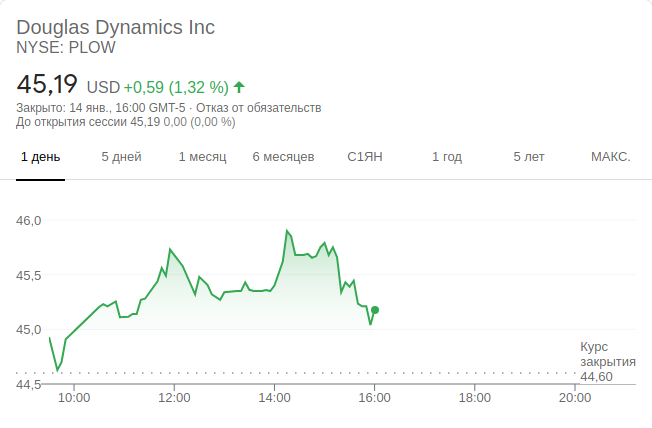 Douglas Dynamics Inc
NYSE: PLOW
45,19 USD +0,59 (1,32 %)
Закрыто: 14 янв., 16:00 GMT-5 · Отказ от обязательств
До открытия сессии 45,19 0,00 (0,00 %)
1 день 5 дней 1 месяц 6 месяцев С1ЯН 1 год 5 лет МАКС.
46,0
45,5
45,0
Курс
закрытия
44,60
44,5
10:00 12:00 14:00 16:00 18:00 20:00